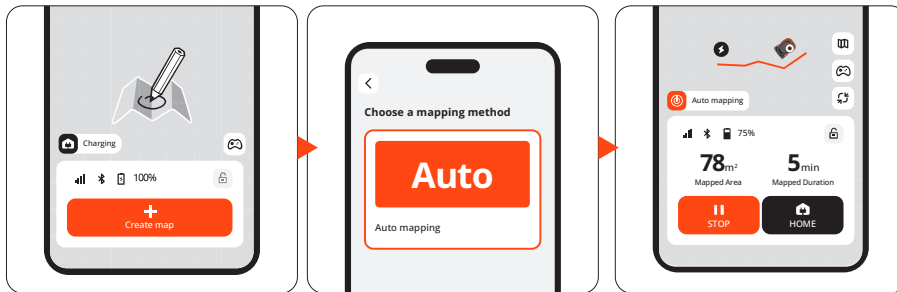 Charging
100%
Create map
Choose a mapping method
Auto
Auto mapping
Auto mapping
75%
78m²
5min
Mapped Area
Mapped Duration
STOP
HOME